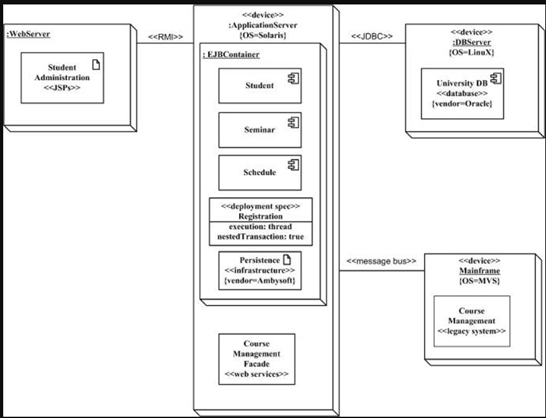 :WebServer
Student
Administration
<<JSPs>>
<<RMI>>
<<device>>
:ApplicationServer
{OS=Solaris}
: EJBContainer
Student
Seminar
Schedule
<<deployment spec>>
Registration
execution: thread
nestedTransaction: true
Persistence
<<infrastructure>>
{vendor=Ambysoft}
Course
Management
Facade
<<web services>>
<<JDBC>>
<<device>>
:DBServer
{OS=LinuX}
University DB
<<database>>
{vendor=Oracle}
<<message bus>>
<<device>>
Mainframe
{OS=MVS}
Course
Management
<<legacy system>>